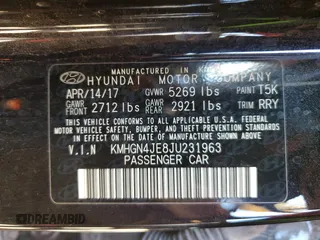 MANUFACTURED IN KOREA
HYUNDAI MOTOR COMPANY
APR/14/17 GVWR 5269 lbs PAINT T5K
GAWR FRONT 2712 lbs GAWR REAR 2921 lbs TRIM RRY
THIS VEHICLE CONFORMS TO ALL APPLICABLE
U.S. FEDERAL MOTOR VEHICLE SAFETY, BUMPER,
AND THEFT PREVENTION STANDARDS IN EFFECT ON
THE DATE OF MANUFACTURE SHOWN ABOVE.
V.I.N KMHGN4JE8JU231963
PASSENGER CAR
DREAMBID